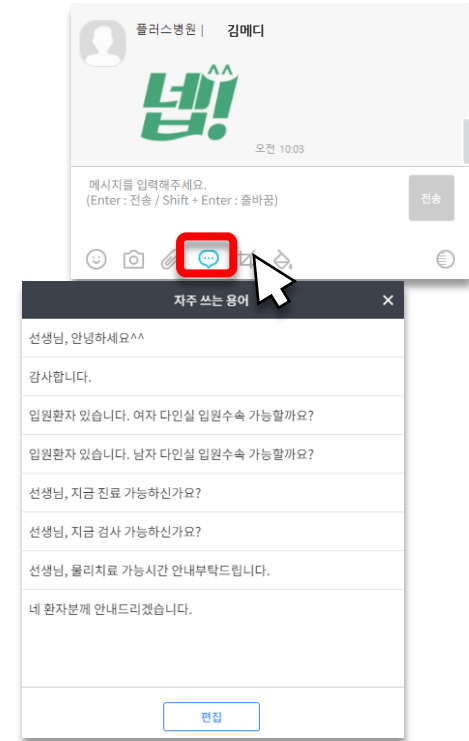 플러스병원 | 김메디
넵!^^
오전 10:03
메시지를 입력해주세요.
(Enter : 전송 / Shift + Enter : 줄바꿈)
전송
자주 쓰는 용어 ×
선생님, 안녕하세요^^
감사합니다.
입원환자 있습니다. 여자 다인실 입원수속 가능할까요?
입원환자 있습니다. 남자 다인실 입원수속 가능할까요?
선생님, 지금 진료 가능하신가요?
선생님, 지금 검사 가능하신가요?
선생님, 물리치료 가능시간 안내부탁드립니다.
네 환자분께 안내드리겠습니다.
편집